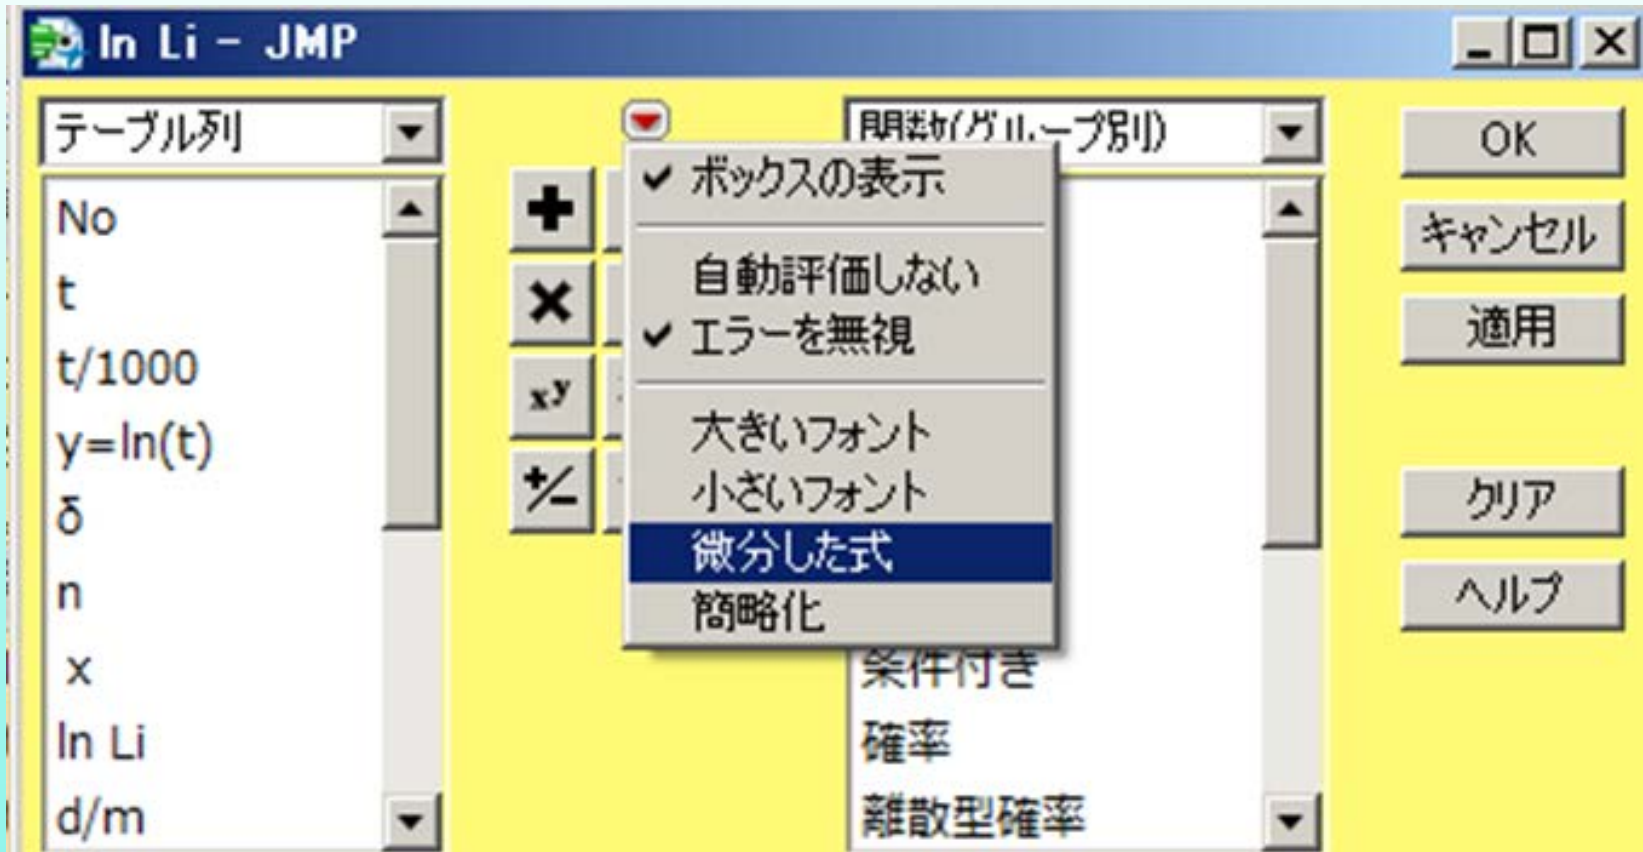 ln Li - JMP
テーブル列
No
t
t/1000
y=ln(t)
δ
n
x
ln Li
d/m
+
×
xy
+/−
ボックスの表示
自動評価しない
エラーを無視
大きいフォント
小さいフォント
微分した式
簡略化
関数(グループ別)
条件付き
確率
離散型確率
OK
キャンセル
適用
クリア
ヘルプ